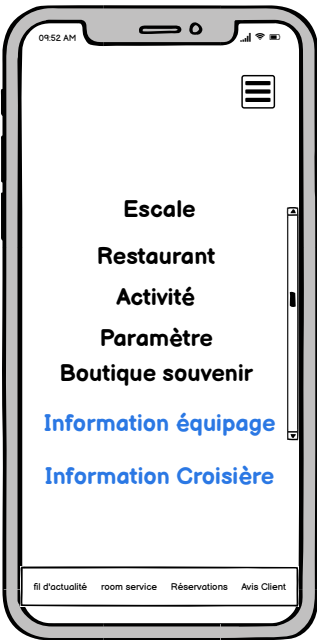 09:52 AM
Escale
Restaurant
Activité
Paramètre
Boutique souvenir
Information équipage
Information Croisière
fil d'actualité room service Réservations Avis Client